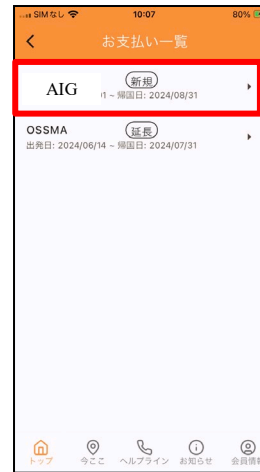 SIMなし 10:07 80%
お支払い一覧
AIG 新規
～ 帰国日: 2024/08/31
OSSMA 延長
出発日: 2024/06/14 ～ 帰国日: 2024/07/31
トップ 今ここ ヘルプライン お知らせ 会員情報